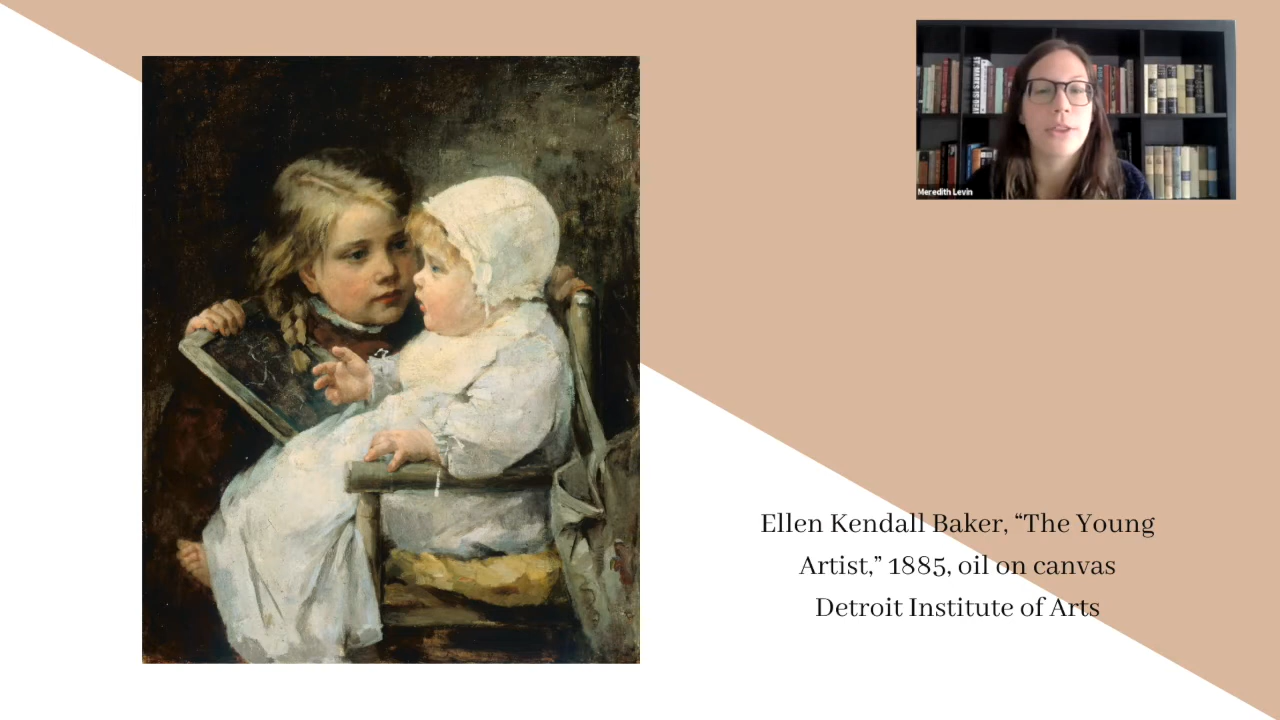 Meredith Levin
Ellen Kendall Baker, “The Young
Artist,” 1885, oil on canvas
Detroit Institute of Arts